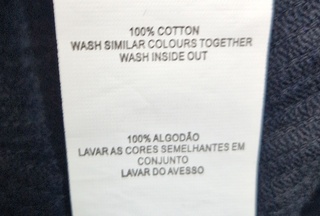 100% COTTON
WASH SIMILAR COLOURS TOGETHER
WASH INSIDE OUT
100% ALGODÃO
LAVAR AS CORES SEMELHANTES EM
CONJUNTO
LAVAR DO AVESSO